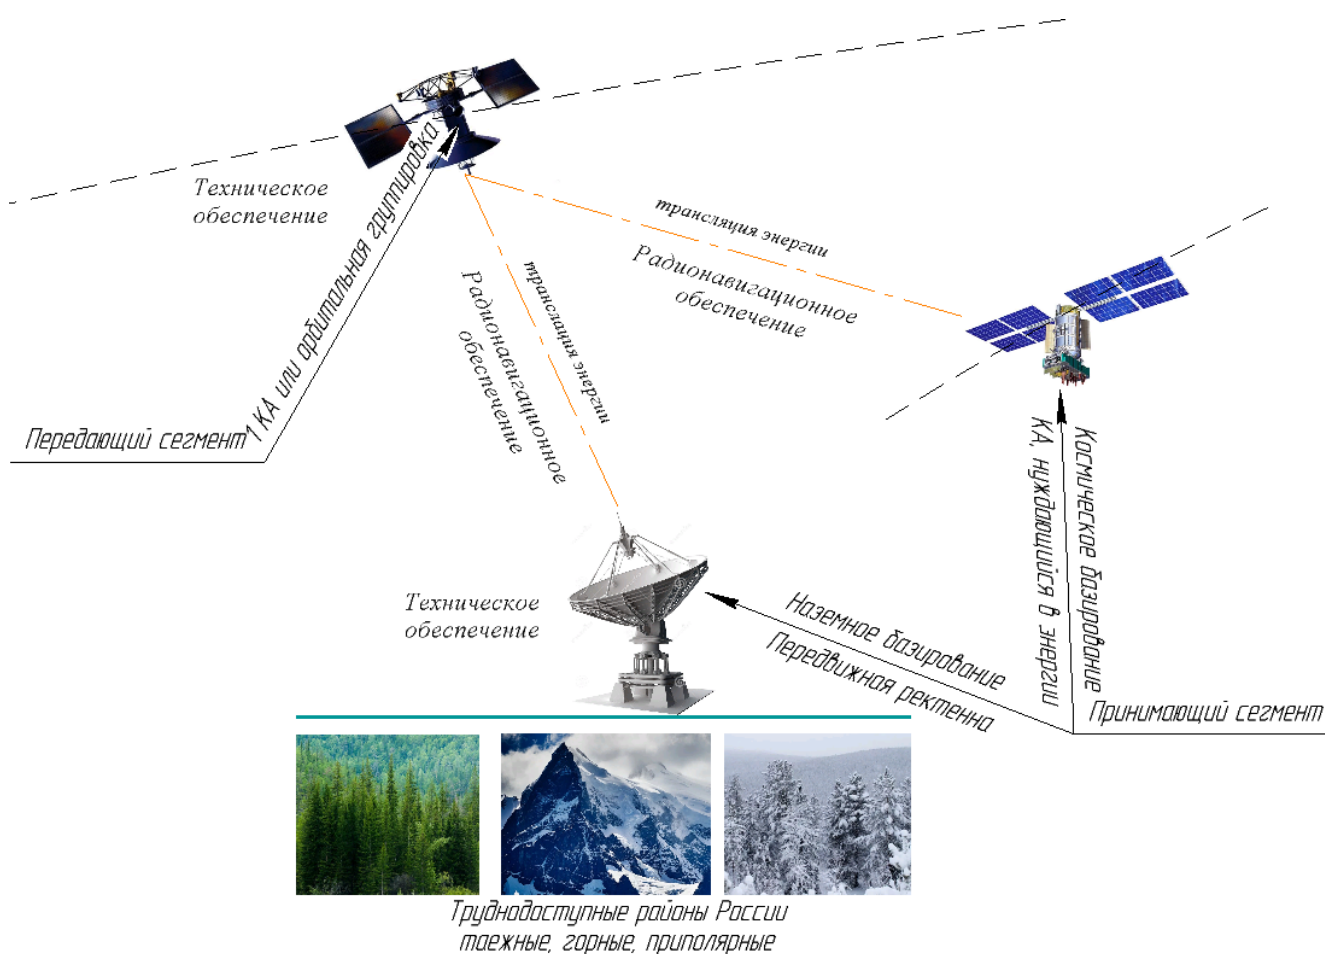 Техническое
обеспечение
1 КА или орбитальная группировка
Передающий сегмент
трансляция энергии
Радионавигационное
обеспечение
трансляция энергии
Радионавигационное
обеспечение
Космическое базирование
КА, нуждающийся в энергии
Техническое
обеспечение
Наземное базирование
Передвижная ректенна
Принимающий сегмент
Труднодоступные районы России
таежные, горные, приполярные